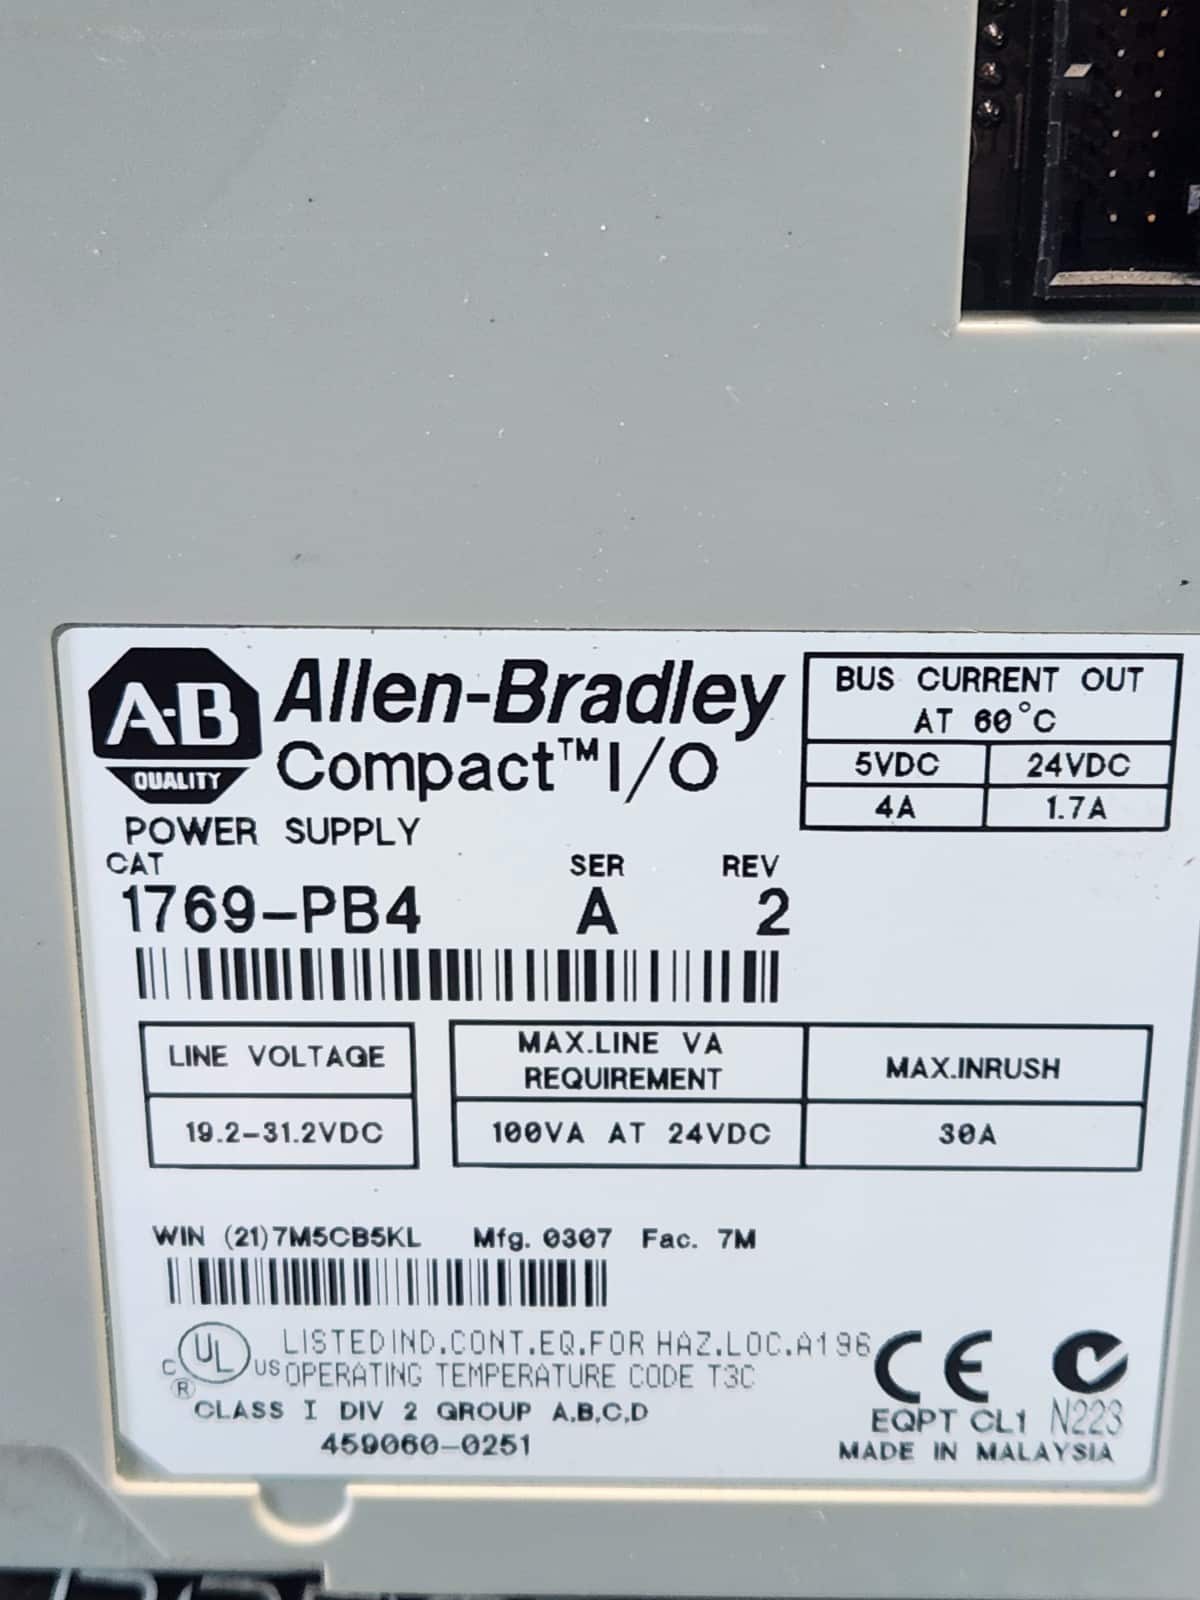 A-B
QUALITY
Allen-Bradley
Compact™ I/O
BUS CURRENT OUT
AT 60°C
5VDC 24VDC
4A 1.7A
POWER SUPPLY
CAT SER REV
1769-PB4 A 2
LINE VOLTAGE
19.2-31.2VDC
MAX.LINE VA
REQUIREMENT
100VA AT 24VDC
MAX.INRUSH
30A
WIN (21)7M5CB5KL Mfg. 0307 Fac. 7M
C UL US
®
LISTED IND.CONT.EQ.FOR HAZ.LOC.A196
OPERATING TEMPERATURE CODE T3C
CLASS I DIV 2 GROUP A,B,C,D
459060-0251
CE
EQPT CL1 N223
MADE IN MALAYSIA